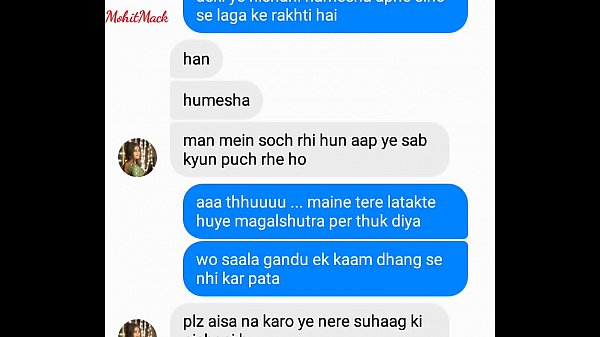 MohitMack
se laga ke rakhti hai
han
humesha
man mein soch rhi hun aap ye sab
kyun puch rhe ho
aaa thhuuuu ... maine tere latakte
huye magalshutra per thuk diya
wo saala gandu ek kaam dhang se
nhi kar pata
plz aisa na karo ye nere suhaag ki